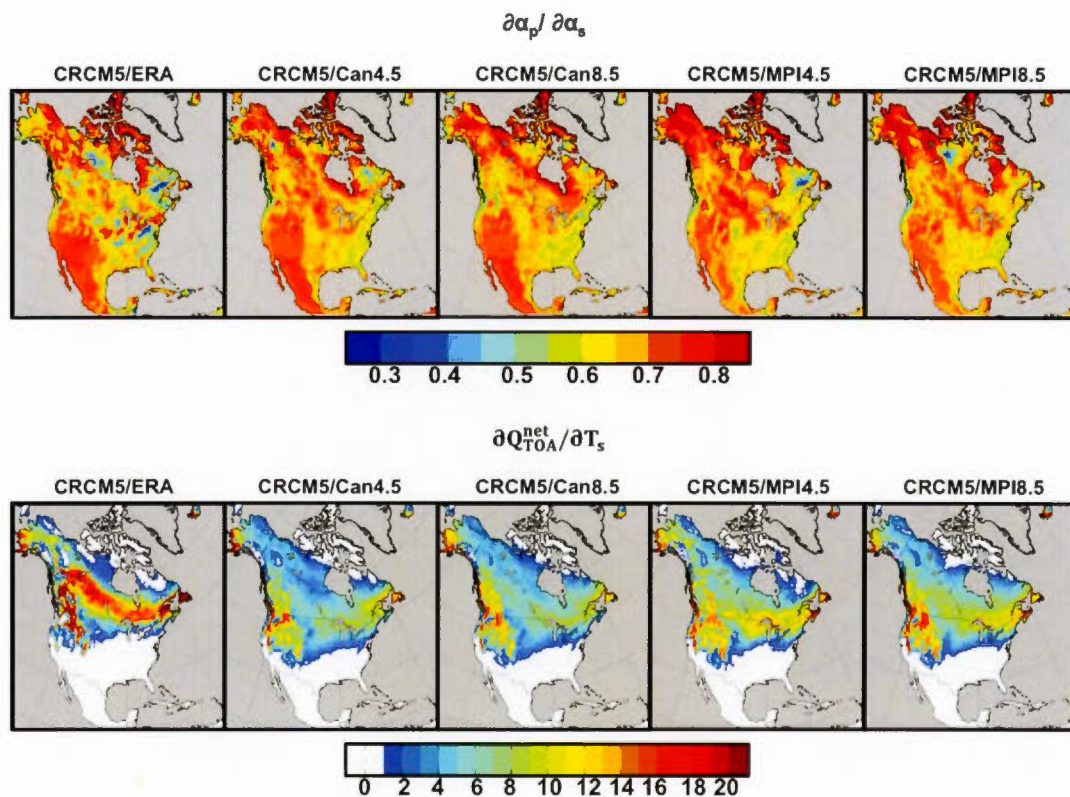 ∂αₚ/ ∂αₛ
CRCM5/ERA CRCM5/Can4.5 CRCM5/Can8.5 CRCM5/MPI4.5 CRCM5/MPI8.5
0.3 0.4 0.5 0.6 0.7 0.8
∂Q^net_TOA/∂Tₛ
CRCM5/ERA CRCM5/Can4.5 CRCM5/Can8.5 CRCM5/MPI4.5 CRCM5/MPI8.5
0 2 4 6 8 10 12 14 16 18 20